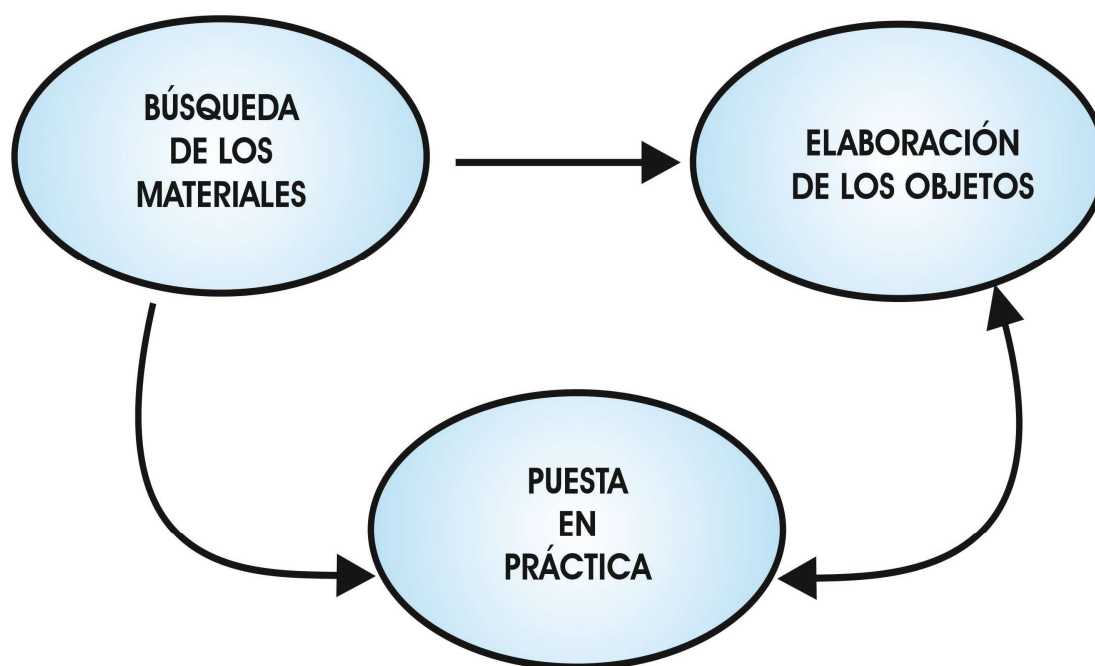 BÚSQUEDA
DE LOS
MATERIALES
ELABORACIÓN
DE LOS OBJETOS
PUESTA
EN
PRÁCTICA